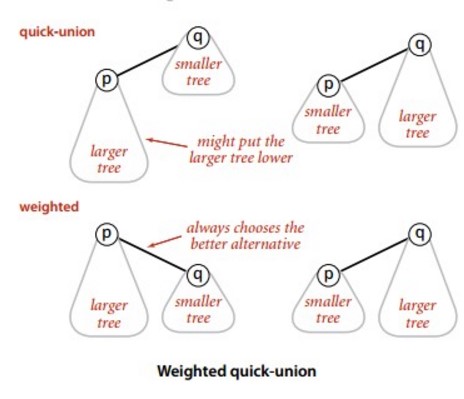 quick-union
q
smaller
tree
p
larger
tree
might put the
larger tree lower
q
p
smaller
tree
larger
tree
weighted
p
always chooses the
better alternative
q
larger
tree
smaller
tree
q
p
smaller
tree
larger
tree
Weighted quick-union